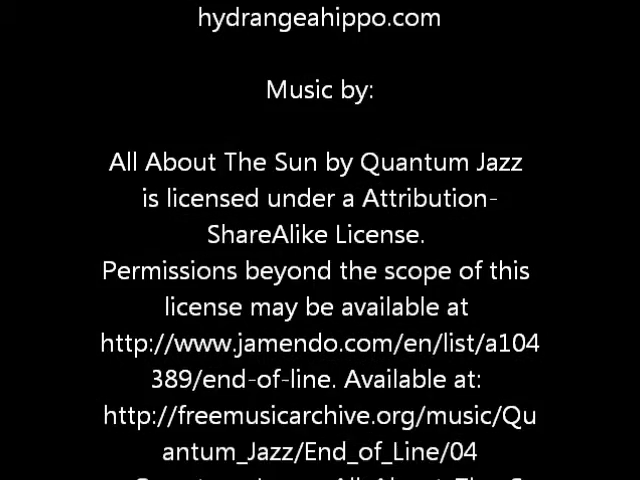 hydrangeahippo.com
Music by:
All About The Sun by Quantum Jazz
is licensed under a Attribution-
ShareAlike License.
Permissions beyond the scope of this
license may be available at
http://www.jamendo.com/en/list/a104
389/end-of-line. Available at:
http://freemusicarchive.org/music/Qu
antum_Jazz/End_of_Line/04